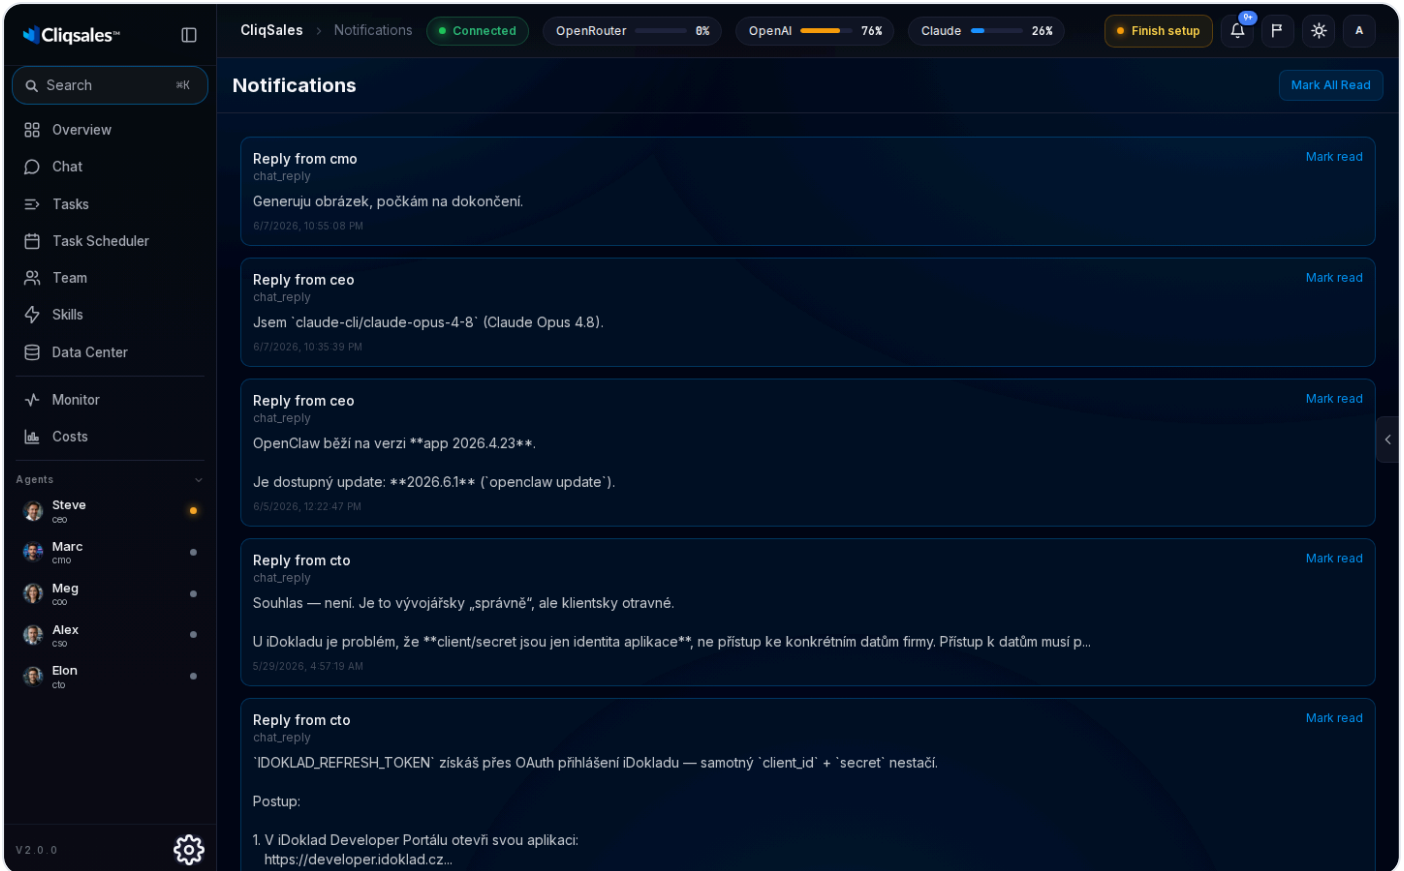 Cliqsales™
Search ⌘K
Overview
Chat
Tasks
Task Scheduler
Team
Skills
Data Center
Monitor
Costs
Agents
Steve
ceo
Marc
cmo
Meg
coo
Alex
cso
Elon
cto
V2.0.0
CliqSales > Notifications
Connected
OpenRouter 0%
OpenAI 76%
Claude 26%
Finish setup
9+
A
Notifications
Mark All Read
Reply from cmo
Mark read
chat_reply
Generuju obrázek, počkám na dokončení.
6/7/2026, 10:55:08 PM
Reply from ceo
Mark read
chat_reply
Jsem `claude-cli/claude-opus-4-8` (Claude Opus 4.8).
6/7/2026, 10:35:39 PM
Reply from ceo
Mark read
chat_reply
OpenClaw běží na verzi **app 2026.4.23**.
Je dostupný update: **2026.6.1** (`openclaw update`).
6/5/2026, 12:22:47 PM
Reply from cto
Mark read
chat_reply
Souhlas — není. Je to vývojářsky „správně“, ale klientsky otravné.
U iDokladu je problém, že **client/secret jsou jen identita aplikace**, ne přístup ke konkrétním datům firmy. Přístup k datům musí p...
5/29/2026, 4:57:19 AM
Reply from cto
Mark read
chat_reply
`IDOKLAD_REFRESH_TOKEN` získáš přes OAuth přihlášení iDokladu — samotný `client_id` + `secret` nestačí.
Postup:
1. V iDoklad Developer Portálu otevři svou aplikaci:
https://developer.idoklad.cz...